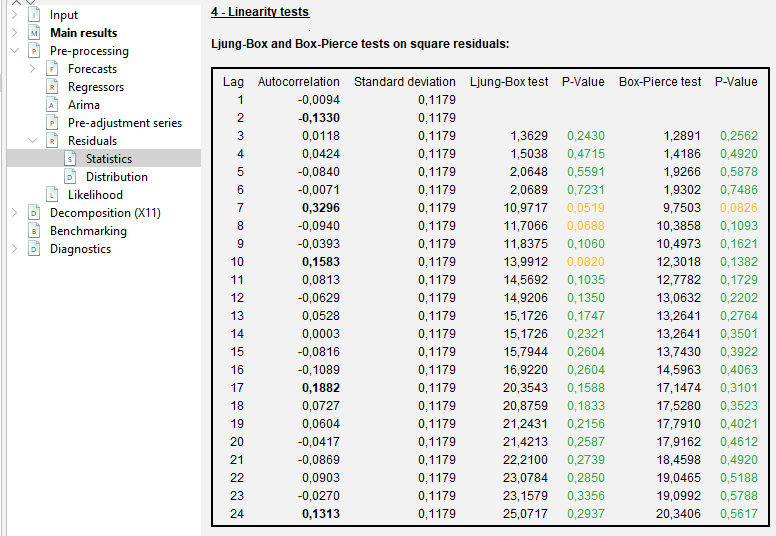 Input
Main results
Pre-processing
Forecasts
Regressors
Arima
Pre-adjustment series
Residuals
Statistics
Distribution
Likelihood
Decomposition (X11)
Benchmarking
Diagnostics
4 - Linearity tests
Ljung-Box and Box-Pierce tests on square residuals:
Lag Autocorrelation Standard deviation Ljung-Box test P-Value Box-Pierce test P-Value
1 -0,0094 0,1179
2 -0,1330 0,1179
3 0,0118 0,1179 1,3629 0,2430 1,2891 0,2562
4 0,0424 0,1179 1,5038 0,4715 1,4186 0,4920
5 -0,0840 0,1179 2,0648 0,5591 1,9266 0,5878
6 -0,0071 0,1179 2,0689 0,7231 1,9302 0,7486
7 0,3296 0,1179 10,9717 0,0519 9,7503 0,0826
8 -0,0940 0,1179 11,7066 0,0688 10,3858 0,1093
9 -0,0393 0,1179 11,8375 0,1060 10,4973 0,1621
10 0,1583 0,1179 13,9912 0,0820 12,3018 0,1382
11 0,0813 0,1179 14,5692 0,1035 12,7782 0,1729
12 -0,0629 0,1179 14,9206 0,1350 13,0632 0,2202
13 0,0528 0,1179 15,1726 0,1747 13,2641 0,2764
14 0,0003 0,1179 15,1726 0,2321 13,2641 0,3501
15 -0,0816 0,1179 15,7944 0,2604 13,7430 0,3922
16 -0,1089 0,1179 16,9220 0,2604 14,5963 0,4063
17 0,1882 0,1179 20,3543 0,1588 17,1474 0,3101
18 0,0727 0,1179 20,8759 0,1833 17,5280 0,3523
19 0,0604 0,1179 21,2431 0,2156 17,7910 0,4021
20 -0,0417 0,1179 21,4213 0,2587 17,9162 0,4612
21 -0,0869 0,1179 22,2100 0,2739 18,4598 0,4920
22 0,0903 0,1179 23,0784 0,2850 19,0465 0,5188
23 -0,0270 0,1179 23,1579 0,3356 19,0992 0,5788
24 0,1313 0,1179 25,0717 0,2937 20,3406 0,5617